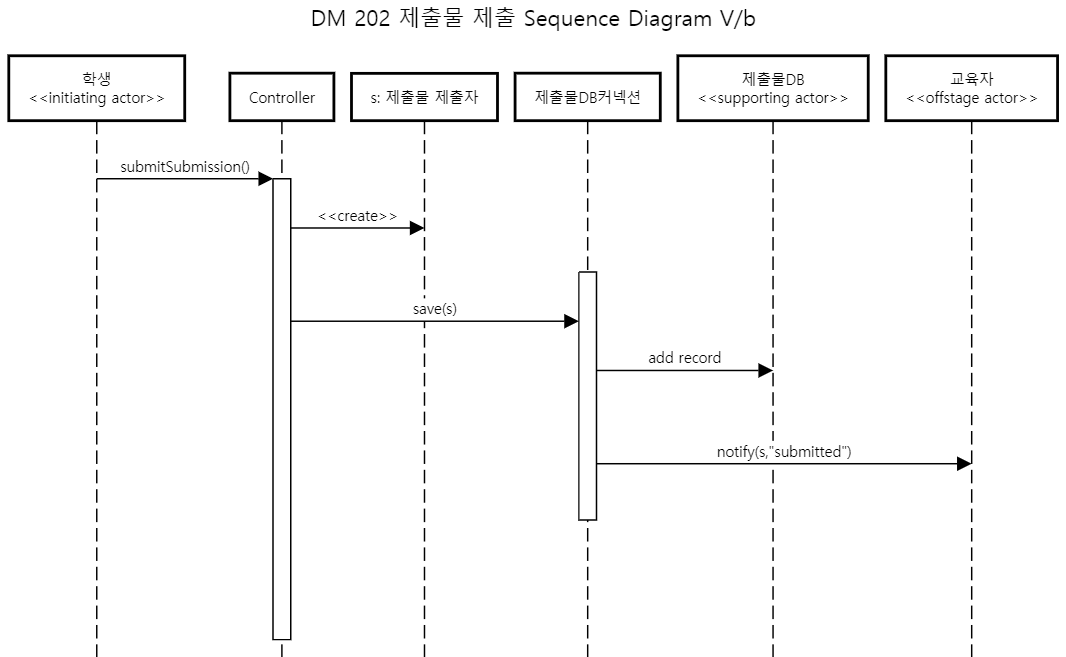 DM 202 제출물 제출 Sequence Diagram V/b
학생
<<initiating actor>>
Controller
s: 제출물 제출자
제출물DB커넥션
제출물DB
<<supporting actor>>
교육자
<<offstage actor>>
submitSubmission()
<<create>>
save(s)
add record
notify(s,"submitted")